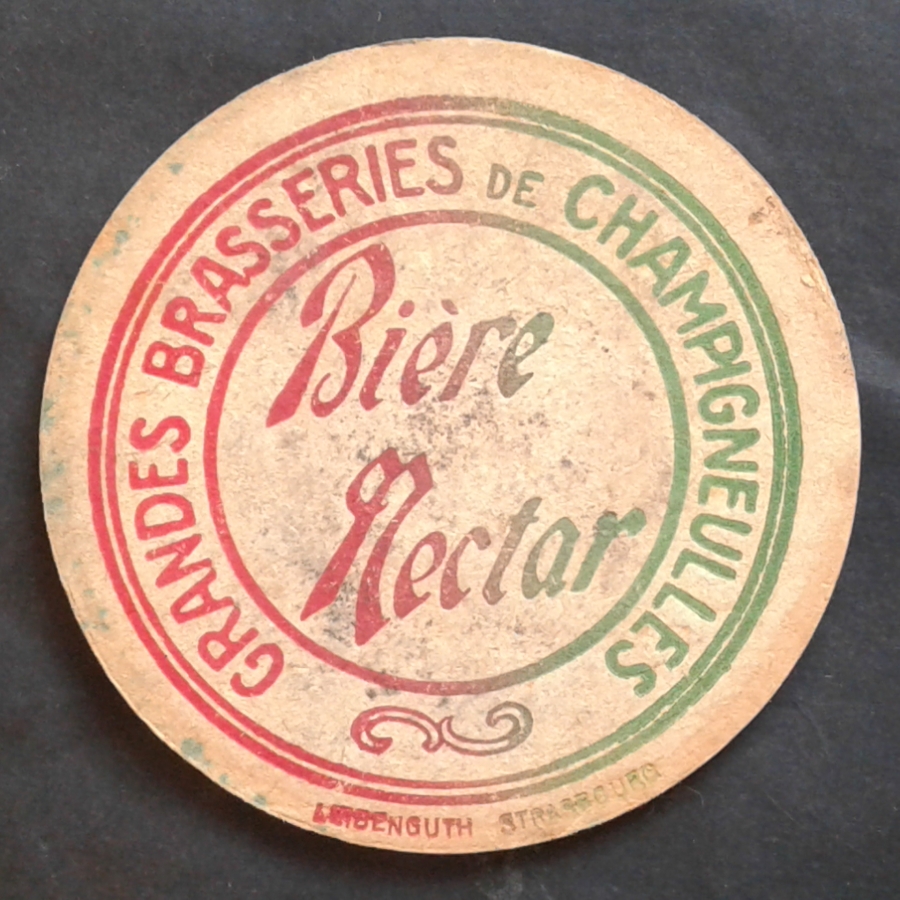 GRANDES BRASSERIES DE CHAMPIGNEULLES
Bière
Nectar
LEIBENGUTH STRASBOURG